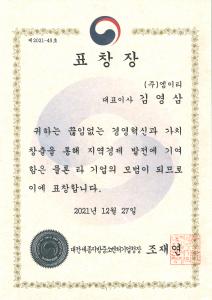 제2021-49호
표창장
(주)엠이티
대표이사 김영삼
귀하는 끊임없는 경영혁신과 가치
창출을 통해 지역경제 발전에 기여
함은 물론 타 기업의 모범이 되므로
이에 표창합니다.
2021년 12월 27일
조재연